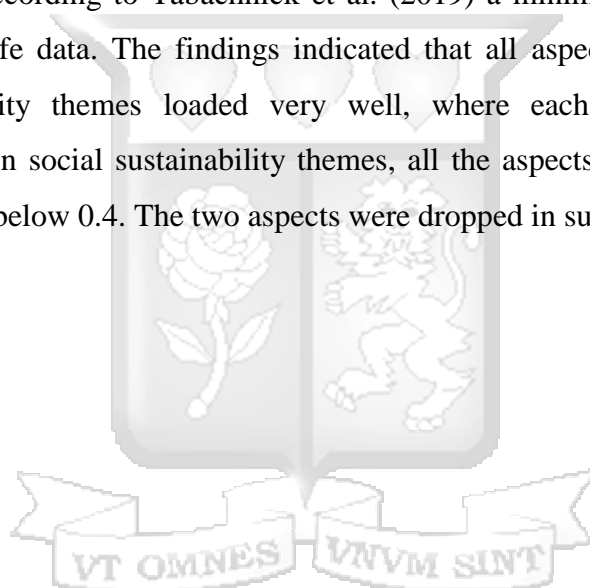 ccording to Tabachnick et al. (2019) a minim
fe data. The findings indicated that all aspec
ity themes loaded very well, where each
n social sustainability themes, all the aspects
below 0.4. The two aspects were dropped in su
VT OMNES VNVM SINT